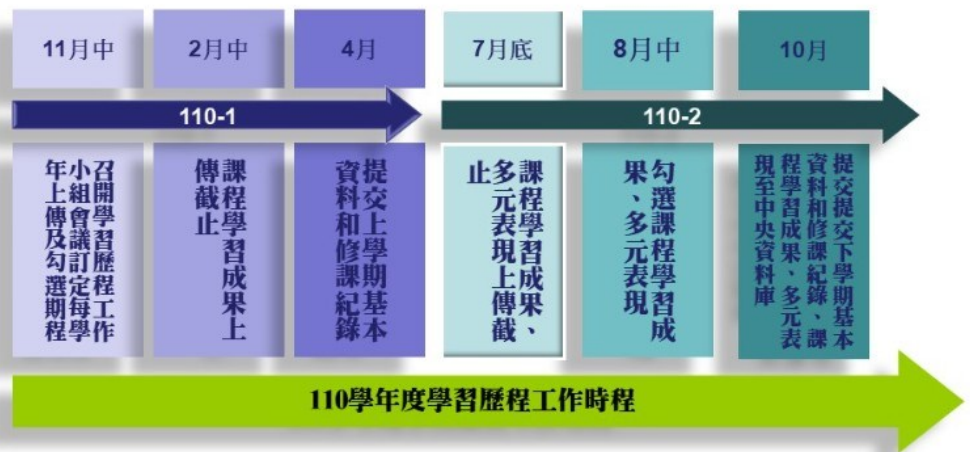 11月中
2月中
4月
7月底
8月中
10月
110-1
110-2
召開學習歷程工作
小組會議訂定每學
年上傳及勾選期程
課程學習成果上
傳截止
提交上學期基本
資料和修課紀錄
課程學習成果、
多元表現上傳截
止
勾選課程學習成
果、多元表現
提交提交下學期基本
資料和修課紀錄、課
程學習成果、多元表
現至中央資料庫
110學年度學習歷程工作時程